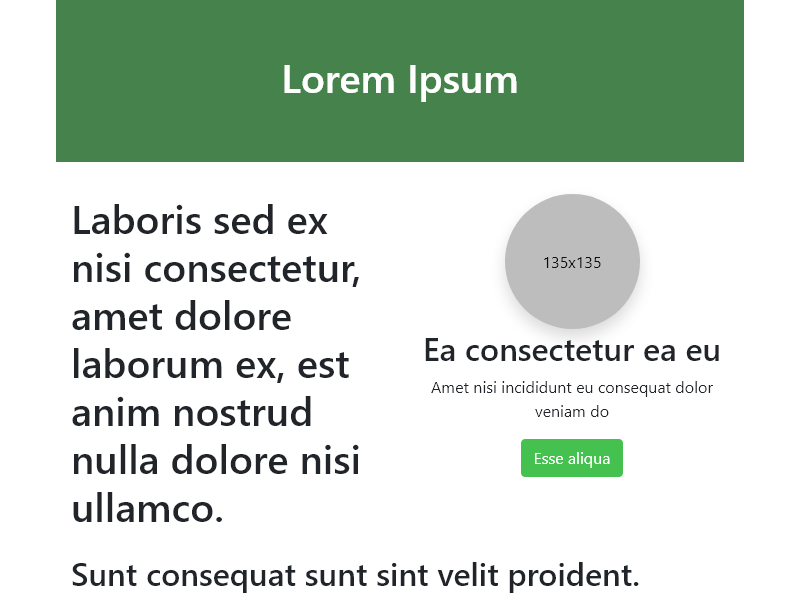 Lorem Ipsum
Laboris sed ex
nisi consectetur,
amet dolore
laborum ex, est
anim nostrud
nulla dolore nisi
ullamco.
135x135
Ea consectetur ea eu
Amet nisi incididunt eu consequat dolor
veniam do
Esse aliqua
Sunt consequat sunt sint velit proident.